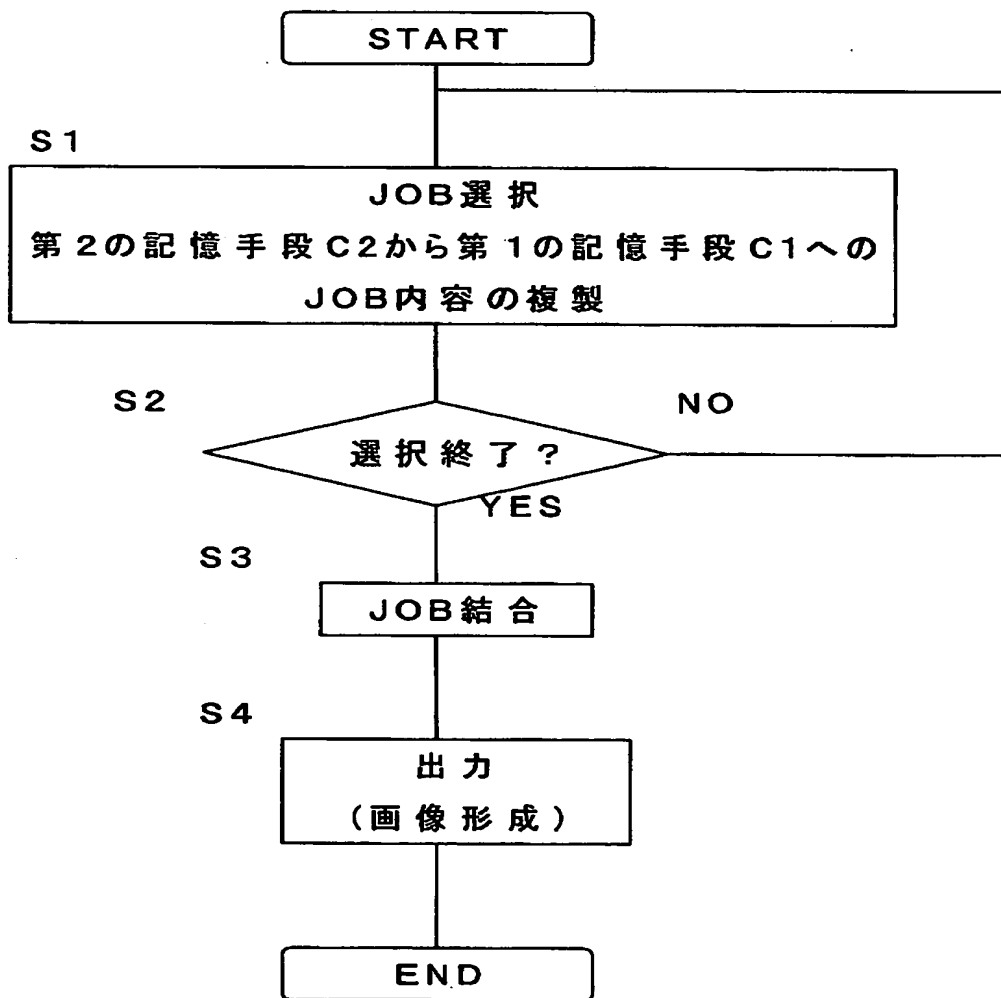 START
S1
JOB選択
第2の記憶手段C2から第1の記憶手段C1への
JOB内容の複製
S2
NO
選択終了?
YES
S3
JOB結合
S4
出力
(画像形成)
END